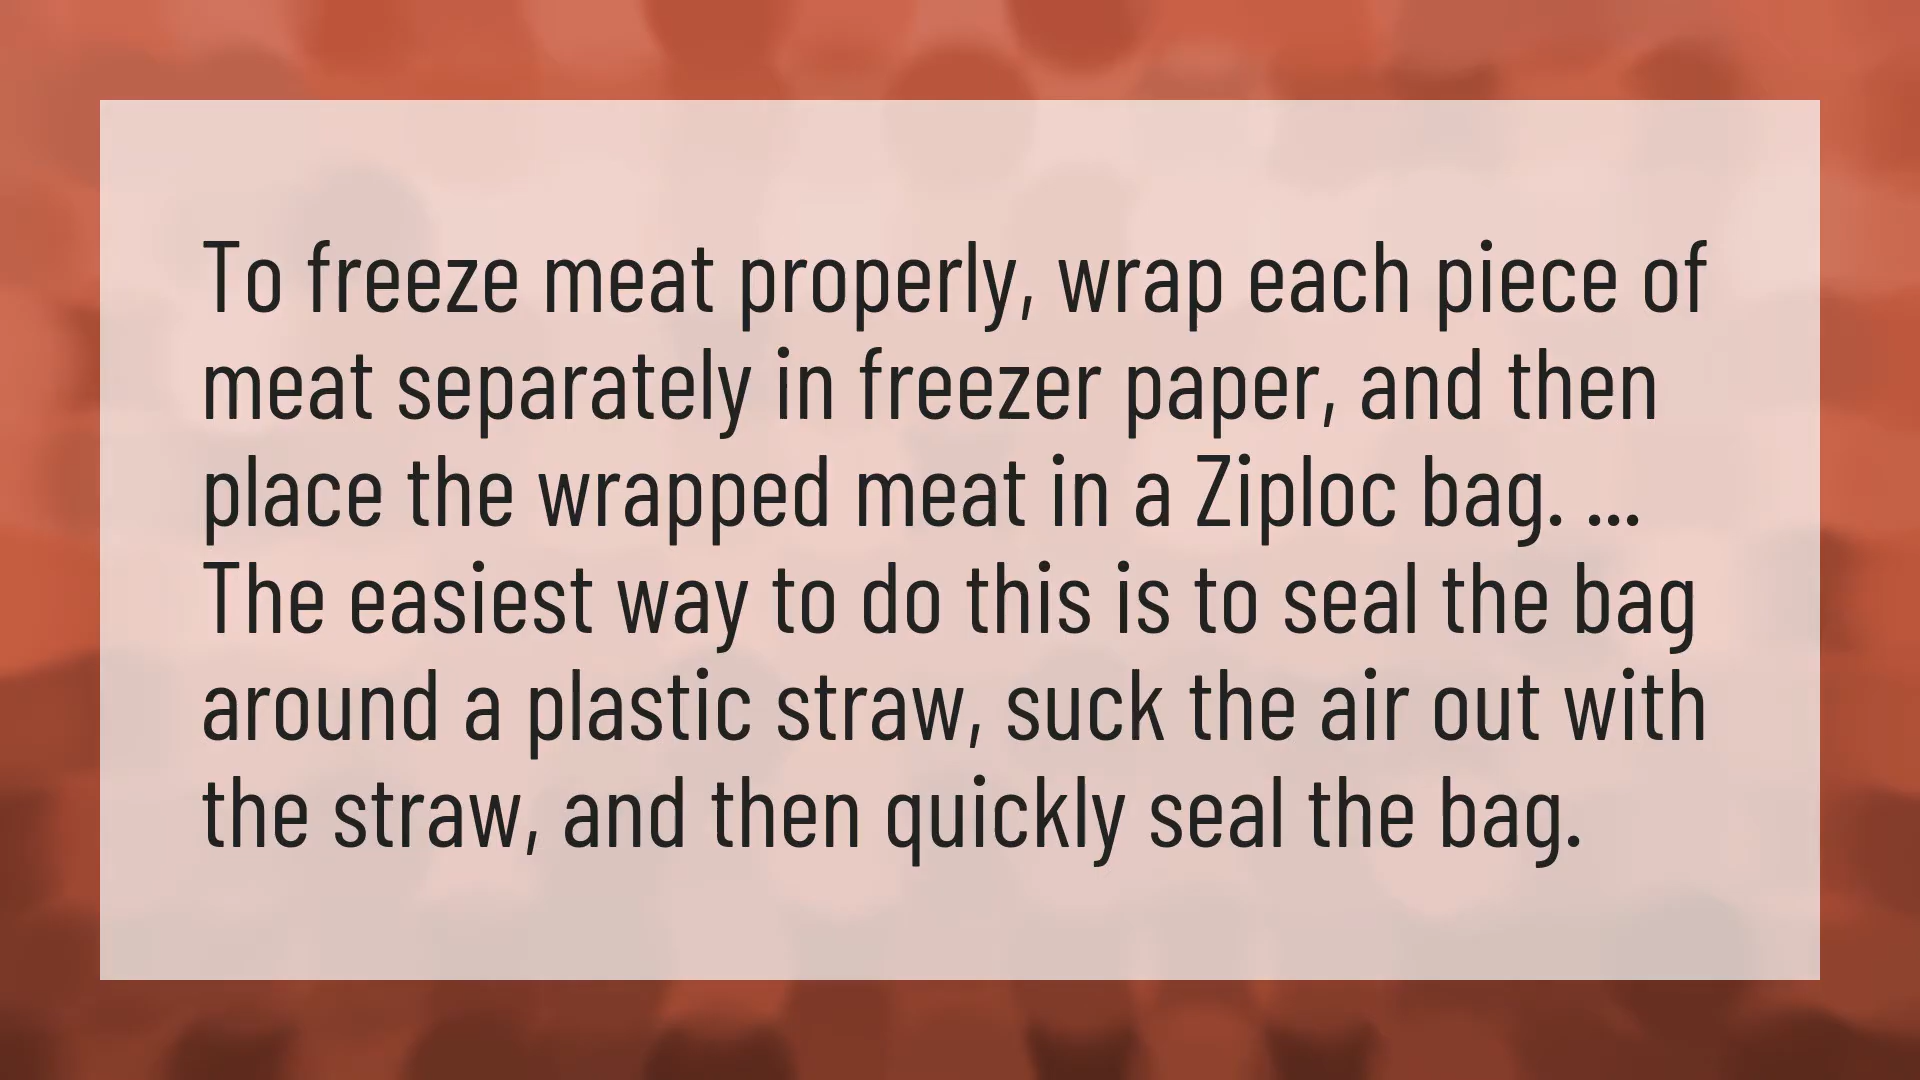 To freeze meat properly, wrap each piece of
meat separately in freezer paper, and then
place the wrapped meat in a Ziploc bag. ...
The easiest way to do this is to seal the bag
around a plastic straw, suck the air out with
the straw, and then quickly seal the bag.